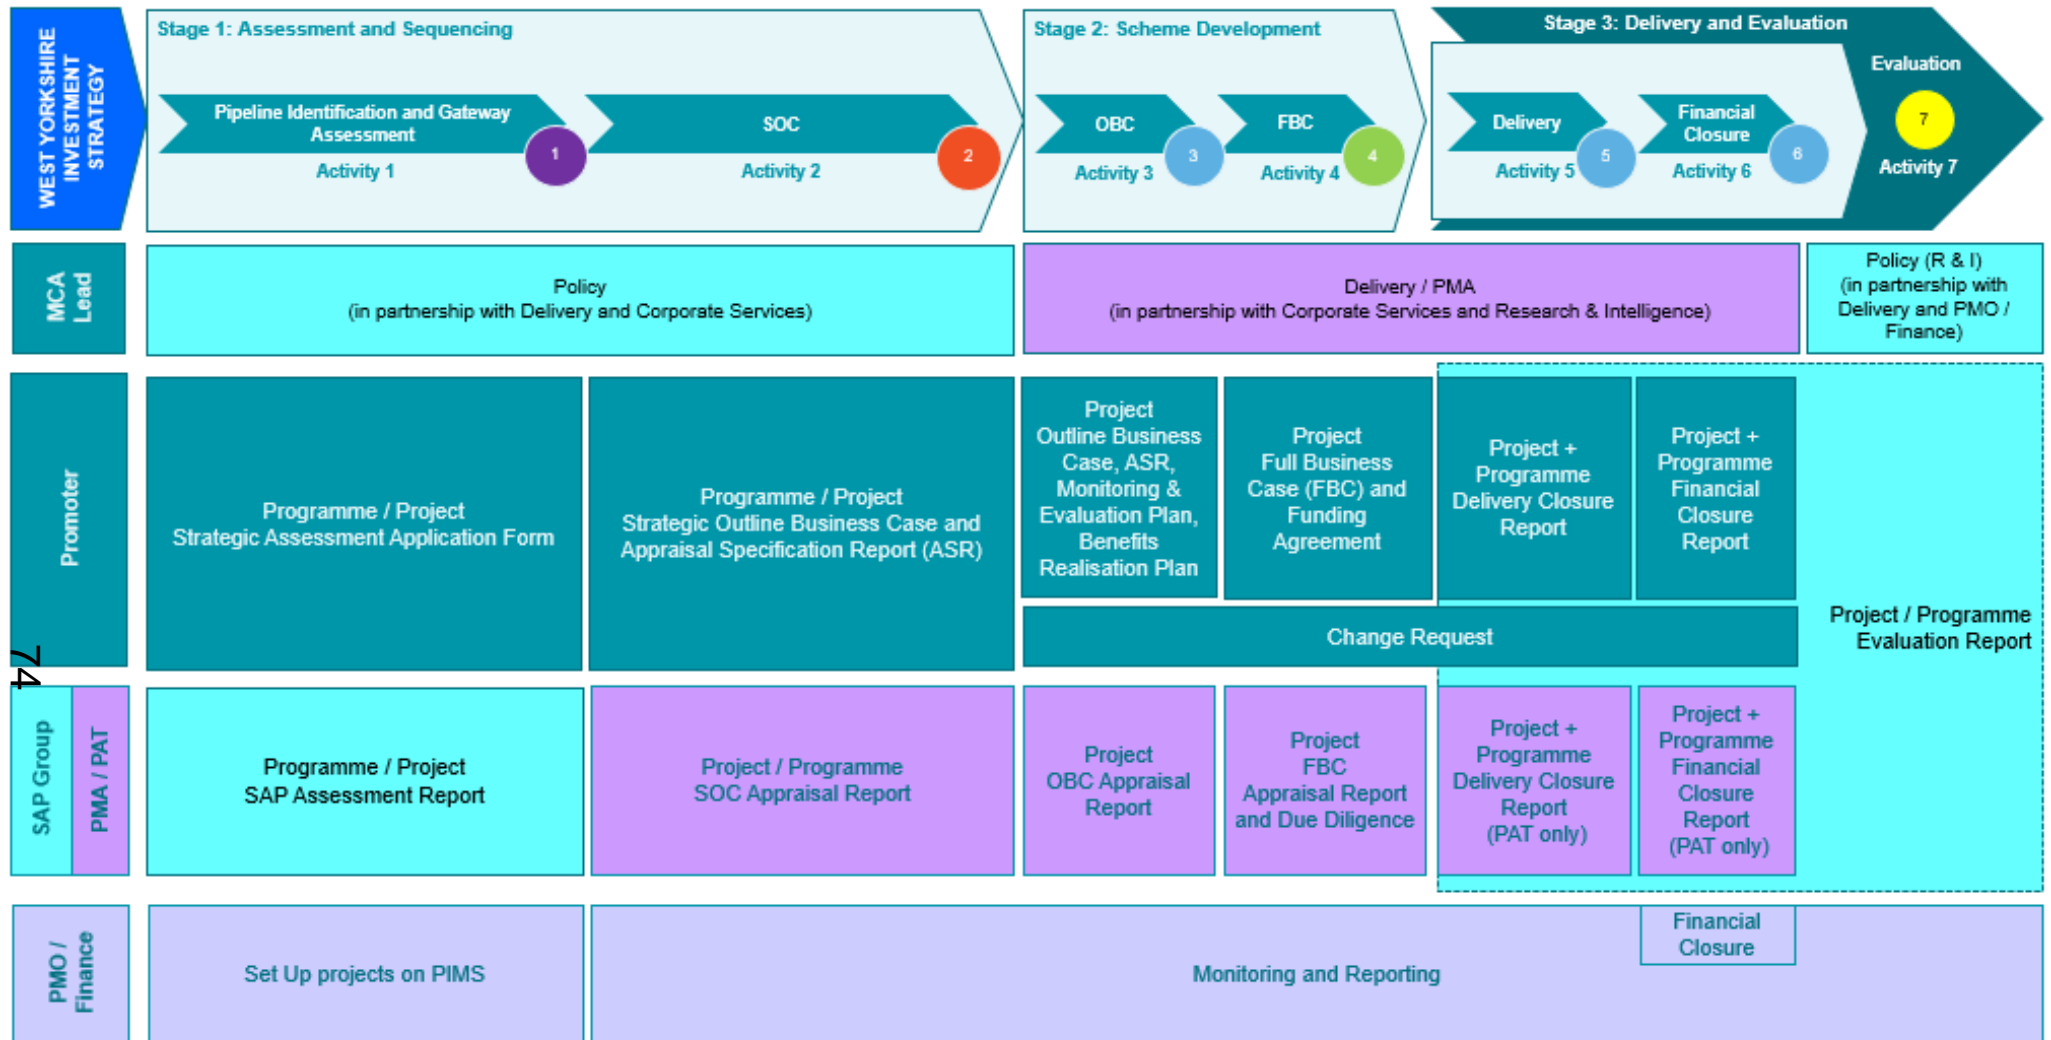 WEST YORKSHIRE
INVESTMENT
STRATEGY
Stage 1: Assessment and Sequencing
Pipeline Identification and Gateway
Assessment
1
Activity 1
SOC
2
Activity 2
Stage 2: Scheme Development
OBC
3
Activity 3
FBC
4
Activity 4
Stage 3: Delivery and Evaluation
Delivery
5
Activity 5
Financial
Closure
6
Activity 6
Evaluation
7
Activity 7
MCA
Lead
Policy
(in partnership with Delivery and Corporate Services)
Delivery / PMA
(in partnership with Corporate Services and Research & Intelligence)
Policy (R & I)
(in partnership with
Delivery and PMO /
Finance)
Promoter
Programme / Project
Strategic Assessment Application Form
Programme / Project
Strategic Outline Business Case and
Appraisal Specification Report (ASR)
Project
Outline Business
Case, ASR,
Monitoring &
Evaluation Plan,
Benefits
Realisation Plan
Project
Full Business
Case (FBC) and
Funding
Agreement
Project +
Programme
Delivery Closure
Report
Project +
Programme
Financial
Closure
Report
Change Request
Project / Programme
Evaluation Report
74
SAP Group
PMA / PAT
Programme / Project
SAP Assessment Report
Project / Programme
SOC Appraisal Report
Project
OBC Appraisal
Report
Project
FBC
Appraisal Report
and Due Diligence
Project +
Programme
Delivery Closure
Report
(PAT only)
Project +
Programme
Financial
Closure
Report
(PAT only)
PMO /
Finance
Set Up projects on PIMS
Monitoring and Reporting
Financial
Closure